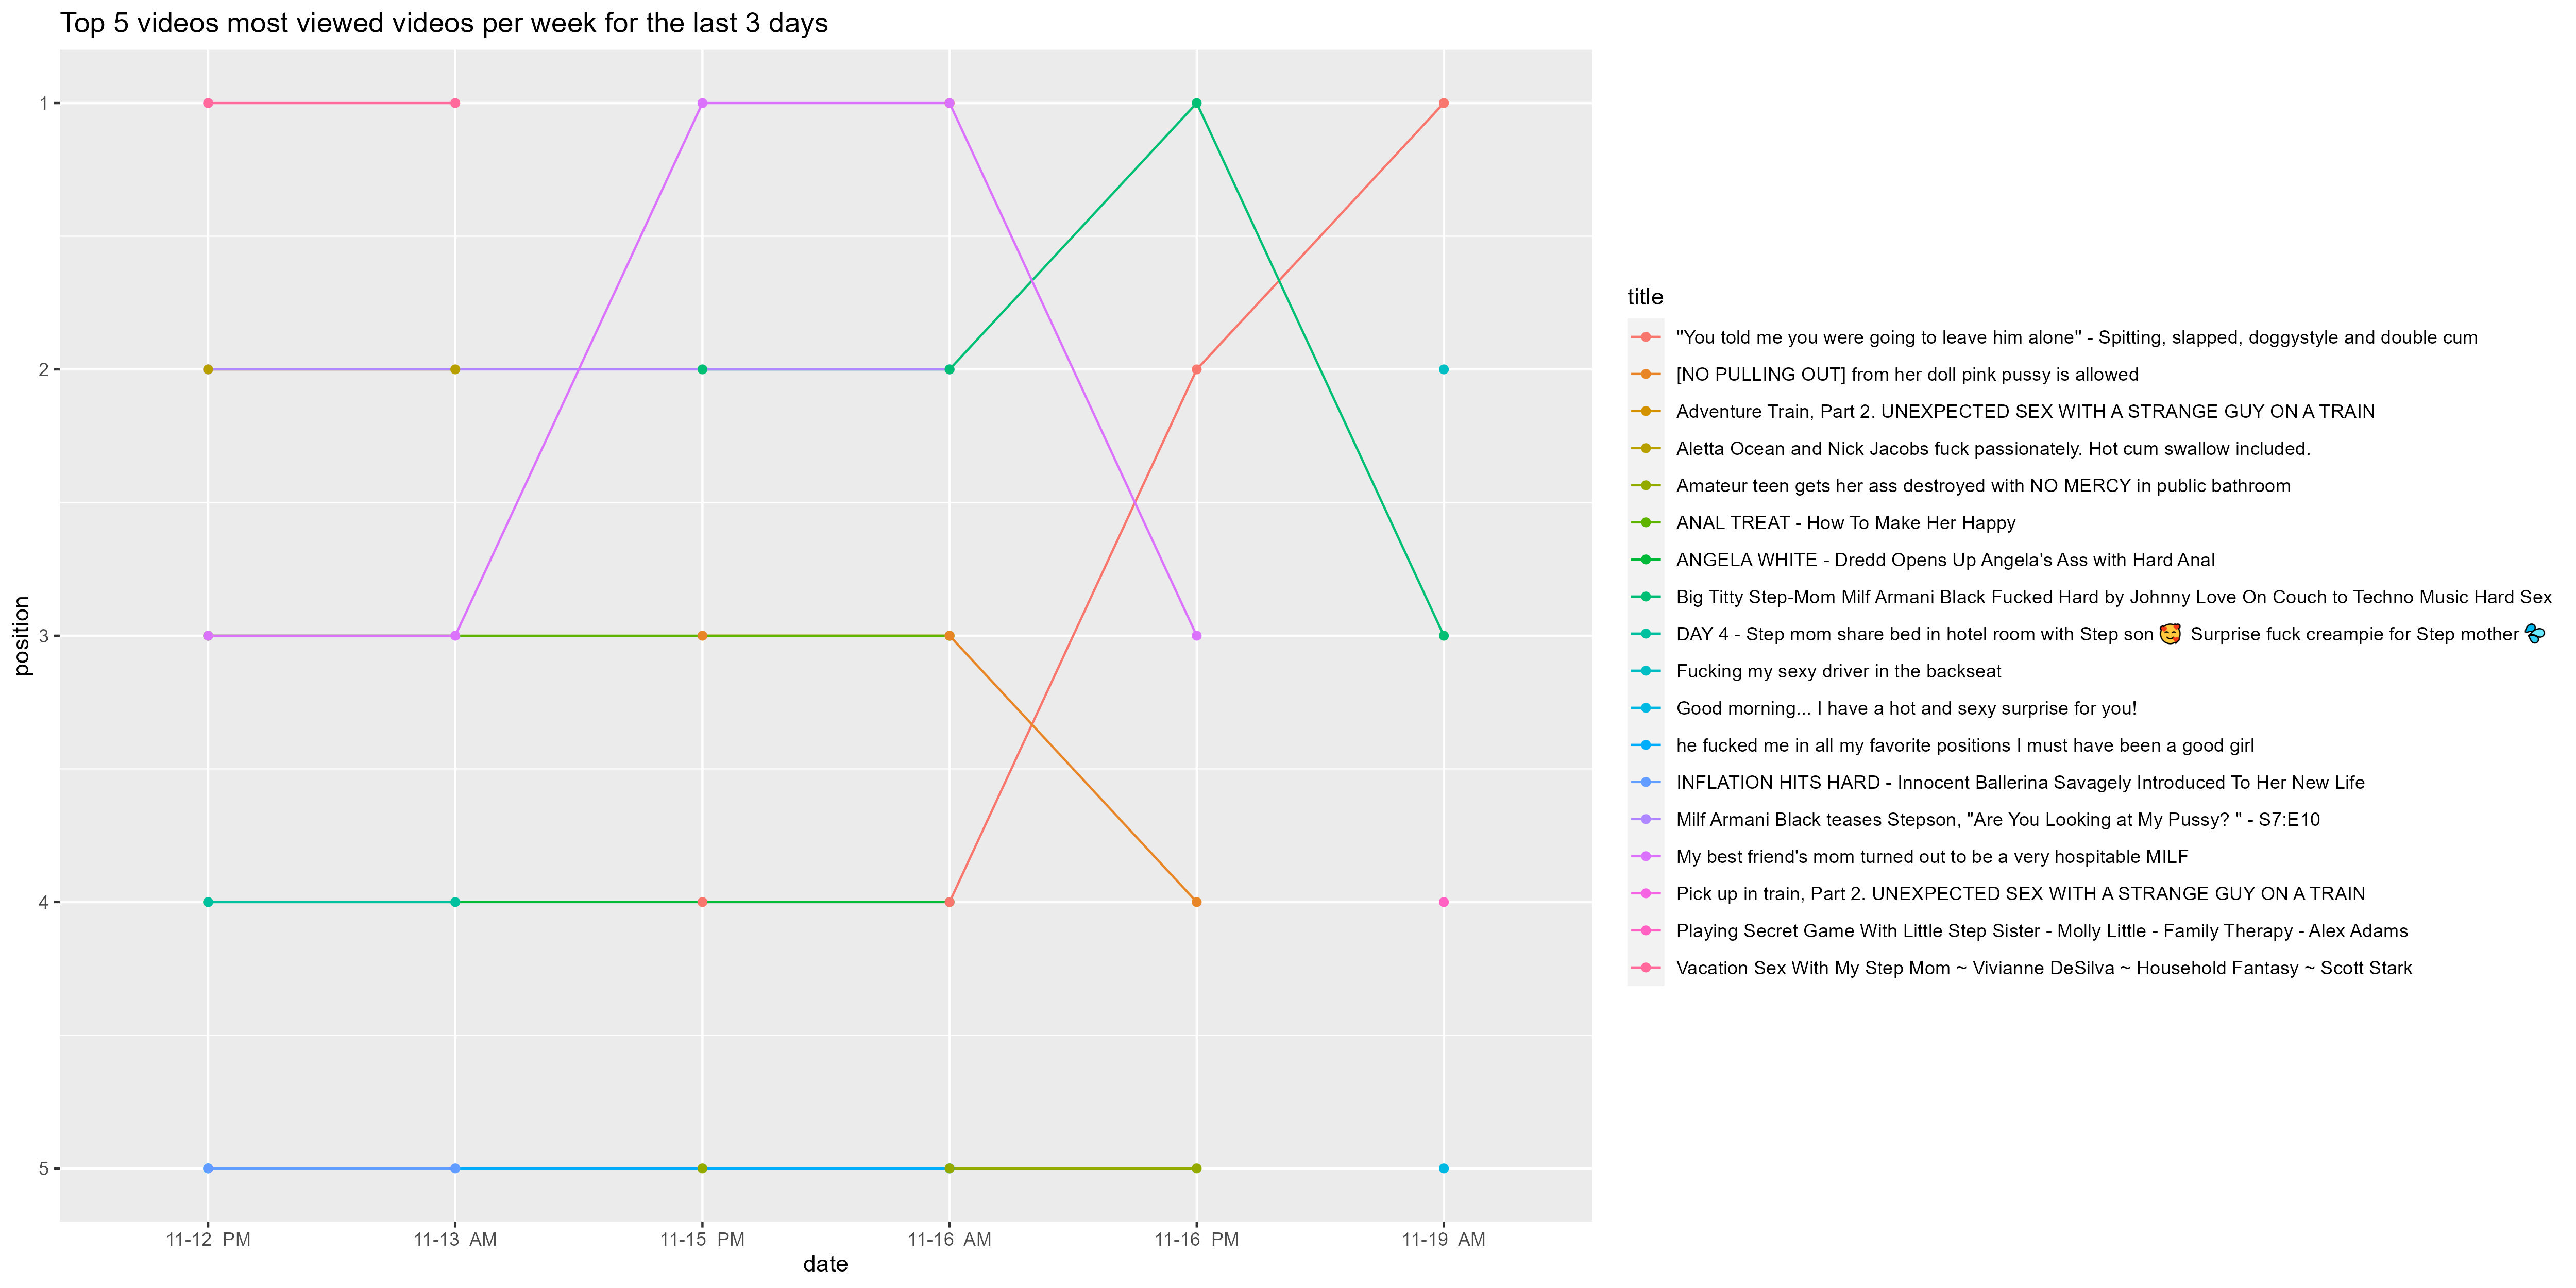 Top 5 videos most viewed videos per week for the last 3 days
position
1
2
3
4
5
11-12 PM
11-13 AM
11-15 PM
11-16 AM
11-16 PM
11-19 AM
date
title
"You told me you were going to leave him alone" - Spitting, slapped, doggystyle and double cum
[NO PULLING OUT] from her doll pink pussy is allowed
Adventure Train, Part 2. UNEXPECTED SEX WITH A STRANGE GUY ON A TRAIN
Aletta Ocean and Nick Jacobs fuck passionately. Hot cum swallow included.
Amateur teen gets her ass destroyed with NO MERCY in public bathroom
ANAL TREAT - How To Make Her Happy
ANGELA WHITE - Dredd Opens Up Angela's Ass with Hard Anal
Big Titty Step-Mom Milf Armani Black Fucked Hard by Johnny Love On Couch to Techno Music Hard Sex
DAY 4 - Step mom share bed in hotel room with Step son 🥰 Surprise fuck creampie for Step mother 💦
Fucking my sexy driver in the backseat
Good morning... I have a hot and sexy surprise for you!
he fucked me in all my favorite positions I must have been a good girl
INFLATION HITS HARD - Innocent Ballerina Savagely Introduced To Her New Life
Milf Armani Black teases Stepson, "Are You Looking at My Pussy? " - S7:E10
My best friend's mom turned out to be a very hospitable MILF
Pick up in train, Part 2. UNEXPECTED SEX WITH A STRANGE GUY ON A TRAIN
Playing Secret Game With Little Step Sister - Molly Little - Family Therapy - Alex Adams
Vacation Sex With My Step Mom ~ Vivianne DeSilva ~ Household Fantasy ~ Scott Stark